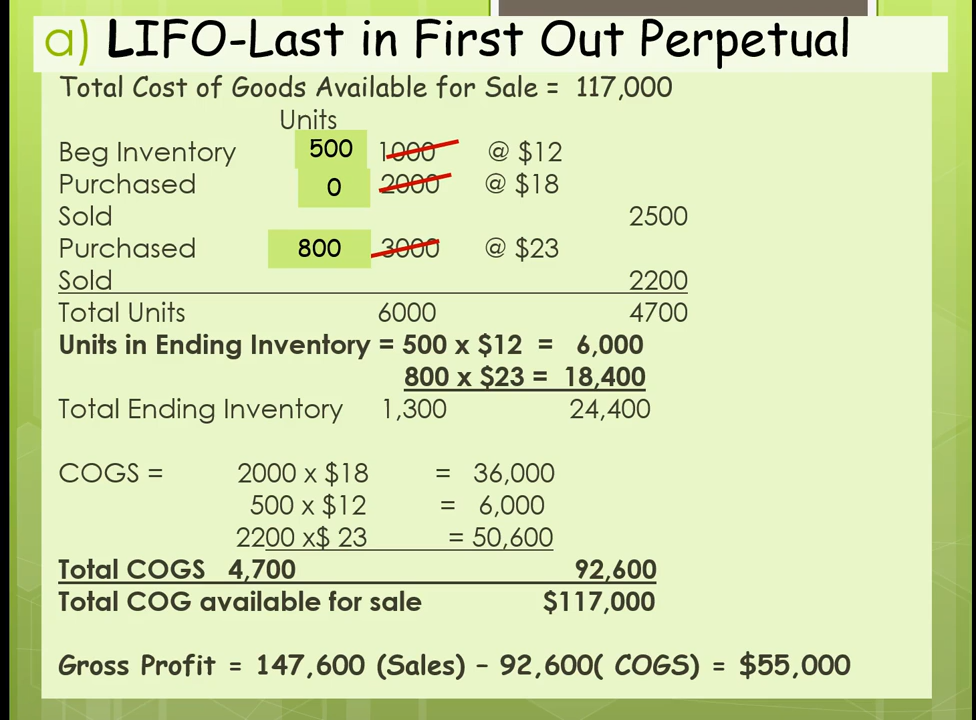 a) LIFO-Last in First Out Perpetual
Total Cost of Goods Available for Sale = 117,000
Units
Beg Inventory 500 1000 @ $12
Purchased 0 2000 @ $18
Sold 2500
Purchased 800 3000 @ $23
Sold 2200
Total Units 6000 4700
Units in Ending Inventory = 500 x $12 = 6,000
800 x $23 = 18,400
Total Ending Inventory 1,300 24,400
COGS = 2000 x $18 = 36,000
500 x $12 = 6,000
2200 x$ 23 = 50,600
Total COGS 4,700 92,600
Total COG available for sale $117,000
Gross Profit = 147,600 (Sales) – 92,600( COGS) = $55,000